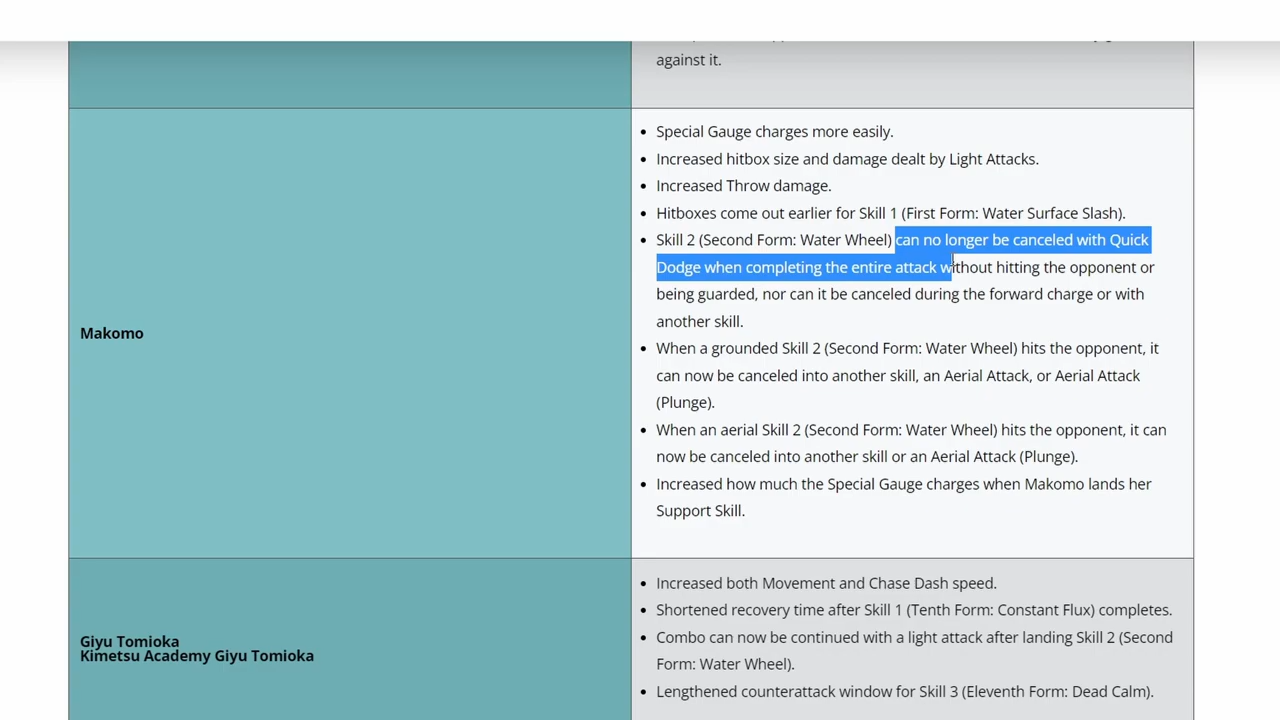 against it.
Makomo
• Special Gauge charges more easily.
• Increased hitbox size and damage dealt by Light Attacks.
• Increased Throw damage.
• Hitboxes come out earlier for Skill 1 (First Form: Water Surface Slash).
• Skill 2 (Second Form: Water Wheel) can no longer be canceled with Quick
Dodge when completing the entire attack without hitting the opponent or
being guarded, nor can it be canceled during the forward charge or with
another skill.
• When a grounded Skill 2 (Second Form: Water Wheel) hits the opponent, it
can now be canceled into another skill, an Aerial Attack, or Aerial Attack
(Plunge).
• When an aerial Skill 2 (Second Form: Water Wheel) hits the opponent, it can
now be canceled into another skill or an Aerial Attack (Plunge).
• Increased how much the Special Gauge charges when Makomo lands her
Support Skill.
Giyu Tomioka
Kimetsu Academy Giyu Tomioka
• Increased both Movement and Chase Dash speed.
• Shortened recovery time after Skill 1 (Tenth Form: Constant Flux) completes.
• Combo can now be continued with a light attack after landing Skill 2 (Second
Form: Water Wheel).
• Lengthened counterattack window for Skill 3 (Eleventh Form: Dead Calm).